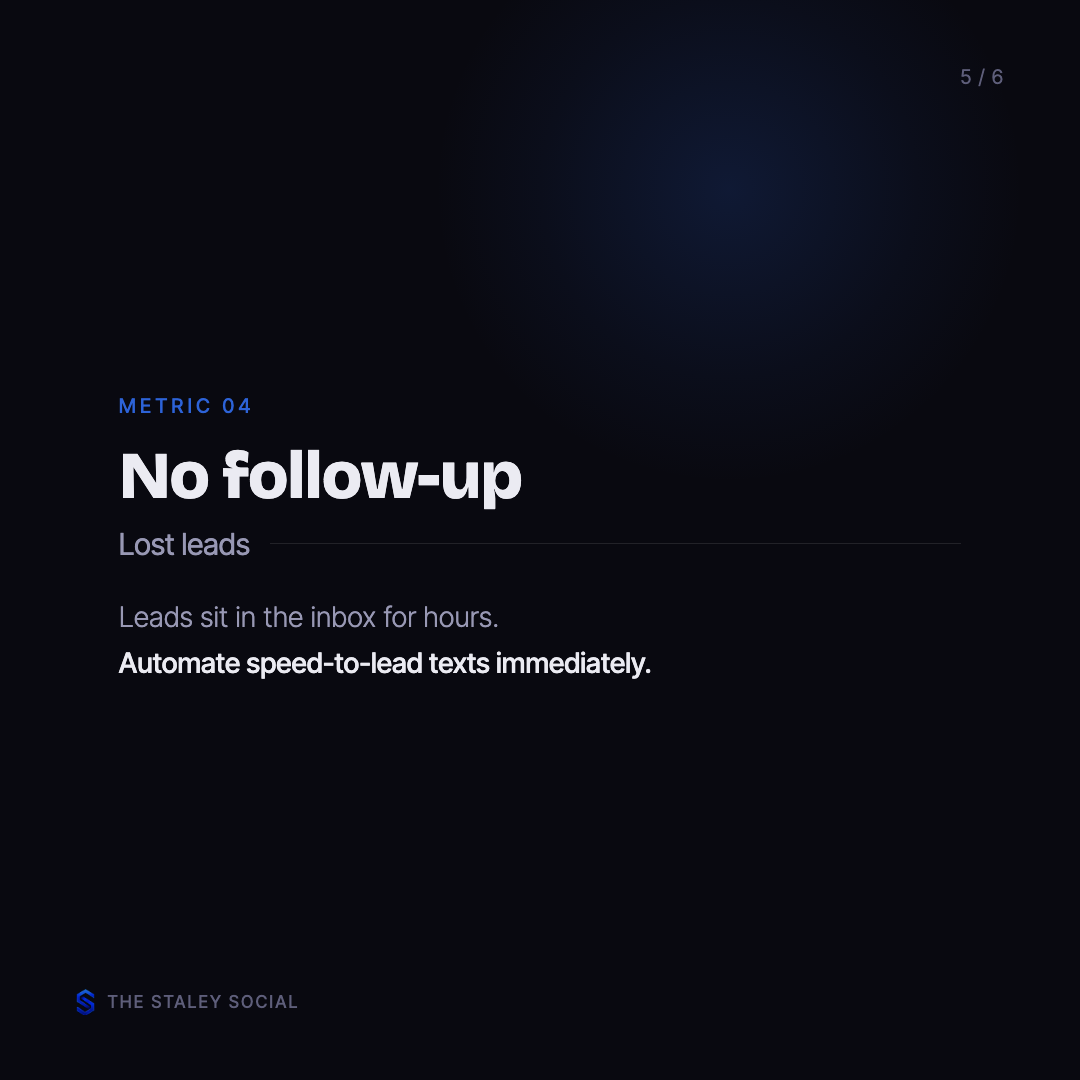 5 / 6
METRIC 04
No follow-up
Lost leads
Leads sit in the inbox for hours.
Automate speed-to-lead texts immediately.
THE STALEY SOCIAL